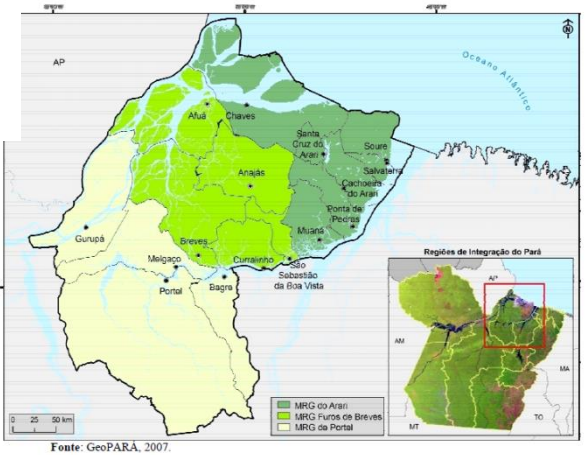 AP
N
Oceano Atlântico
Afuá
Chaves
Santa
Cruz do
Arari
Soure
Salvaterra
Anajás
Cachoeira
do Arari
Ponta de
Pedras
Muaná
Gurupá
Breves
Melgaço
Curralinho
São
Sebastião
da Boa Vista
Portel
Bagre
Regiões de Integração do Pará
AP
AM
MA
MT
TO
0 25 50 km
MRG do Arari
MRG Furos de Breves
MRG de Portel
Fonte: GeoPARÁ, 2007.